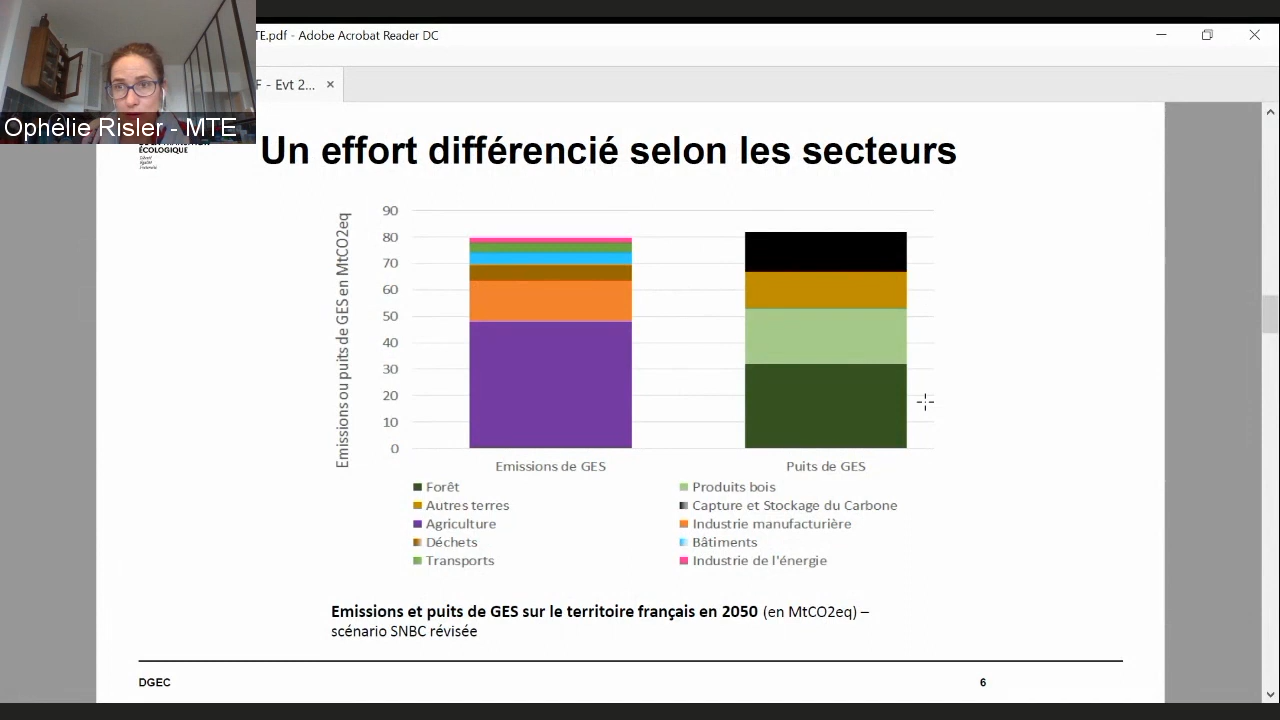 TE.pdf - Adobe Acrobat Reader DC
F - Evt 2... ×
Ophélie Risler - MTE
ÉCOLOGIQUE
Liberté
Égalité
Fraternité
Un effort différencié selon les secteurs
Emissions ou puits de GES en MtCO2eq
90
80
70
60
50
40
30
20
10
0
Emissions de GES
Puits de GES
Forêt
Produits bois
Autres terres
Capture et Stockage du Carbone
Agriculture
Industrie manufacturière
Déchets
Bâtiments
Transports
Industrie de l'énergie
Emissions et puits de GES sur le territoire français en 2050 (en MtCO2eq) –
scénario SNBC révisée
DGEC
6